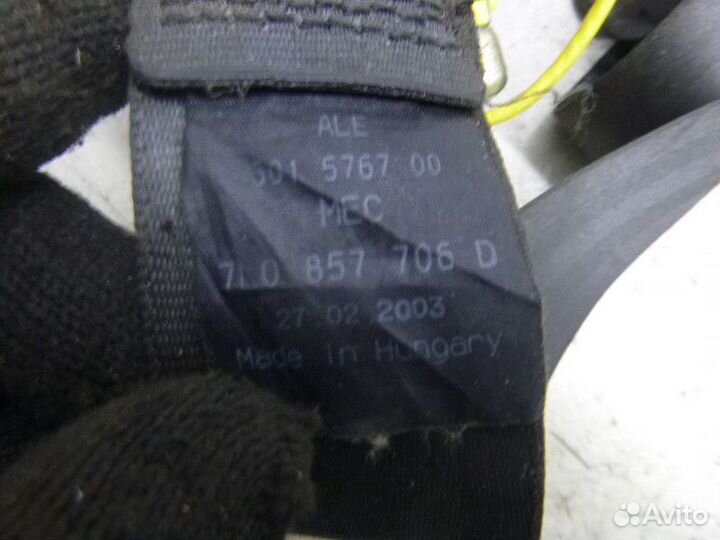 ALE
601 5767 00
MEC
7L0 857 706 D
27 02 2003
Made in Hungary
Avito